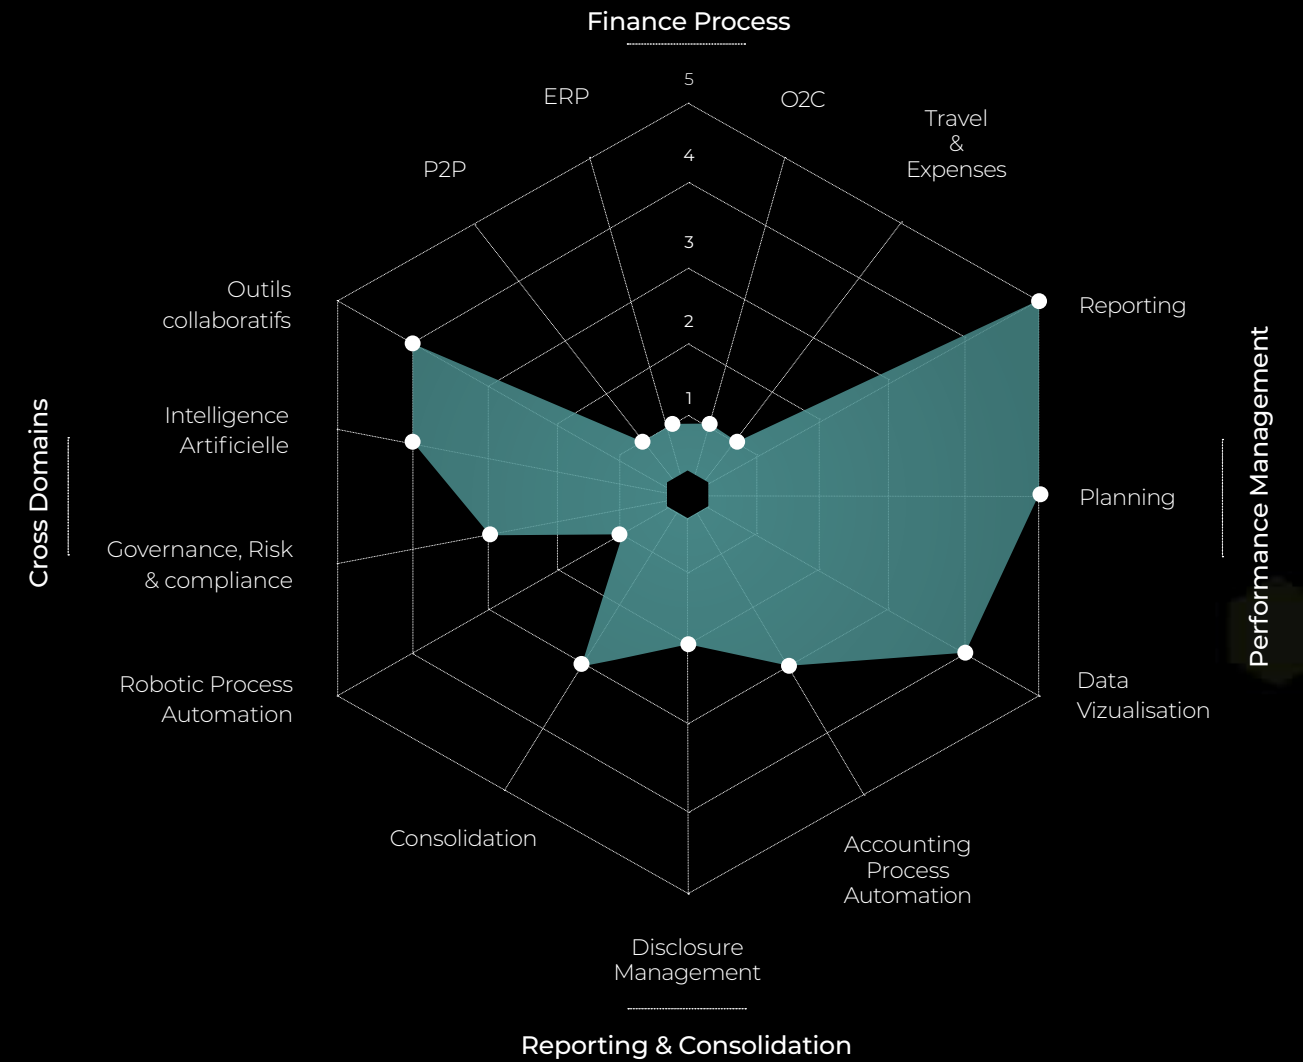 Finance Process
5
ERP
O2C
Travel
&
Expenses
4
P2P
3
Outils
collaboratifs
Reporting
2
1
Intelligence
Artificielle
Cross Domains
Performance Management
Planning
Governance, Risk
& compliance
Robotic Process
Automation
Data
Vizualisation
Consolidation
Accounting
Process
Automation
Disclosure
Management
Reporting & Consolidation